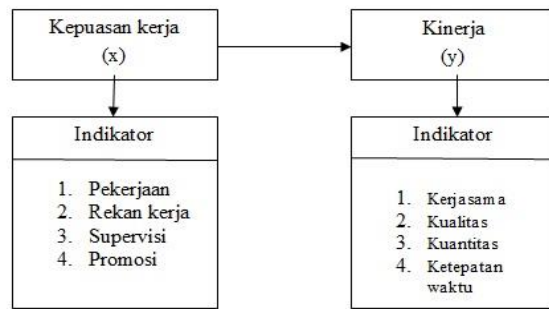 Kepuasan kerja
(x)
Kinerja
(y)
Indikator
1. Pekerjaan
2. Rekan kerja
3. Supervisi
4. Promosi
Indikator
1. Kerjasama
2. Kualitas
3. Kuantitas
4. Ketepatan
waktu